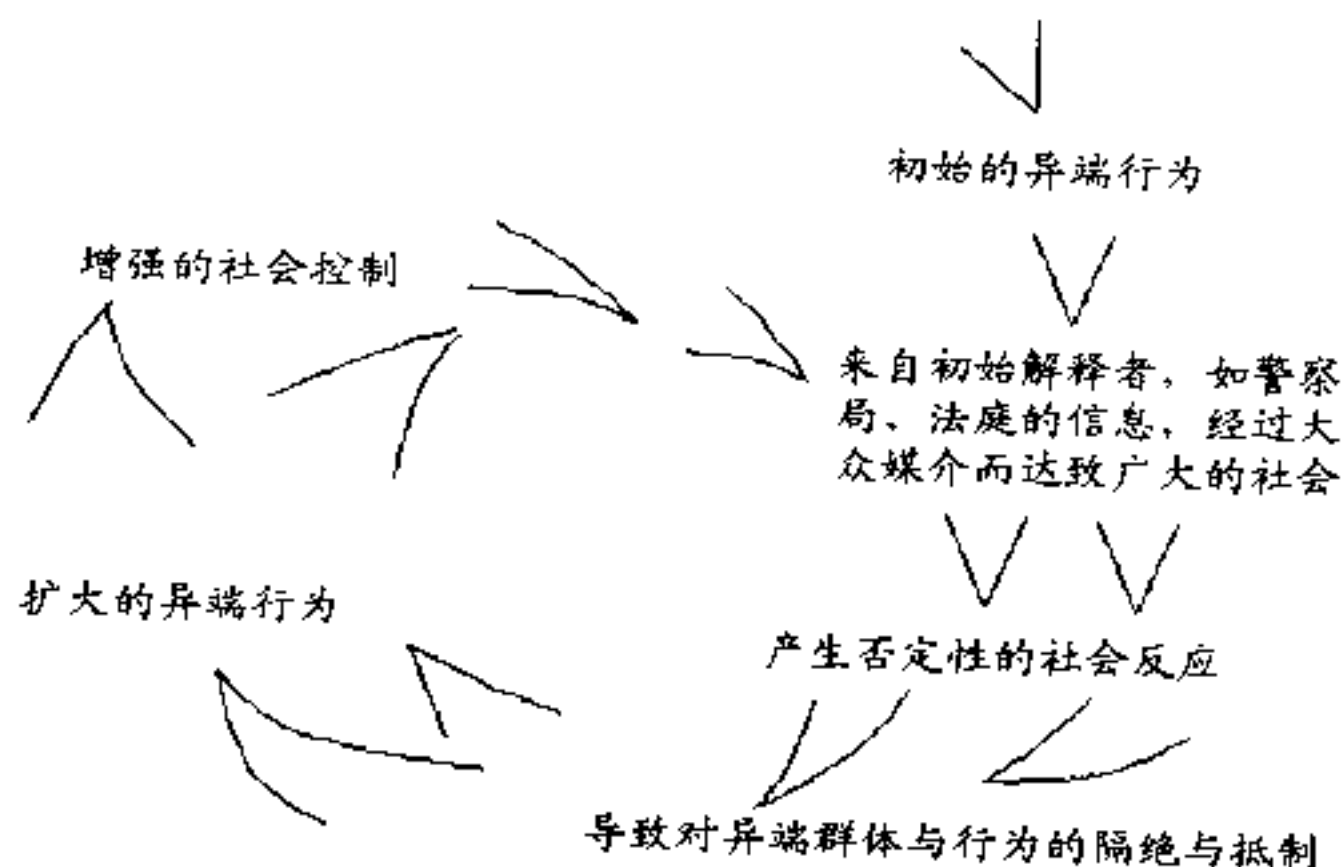 初始的异端行为
增强的社会控制
来自初始解释者，如警察
局、法庭的信息，经过大
众媒介而达致广大的社会
扩大的异端行为
产生否定性的社会反应
导致对异端群体与行为的隔绝与抵制